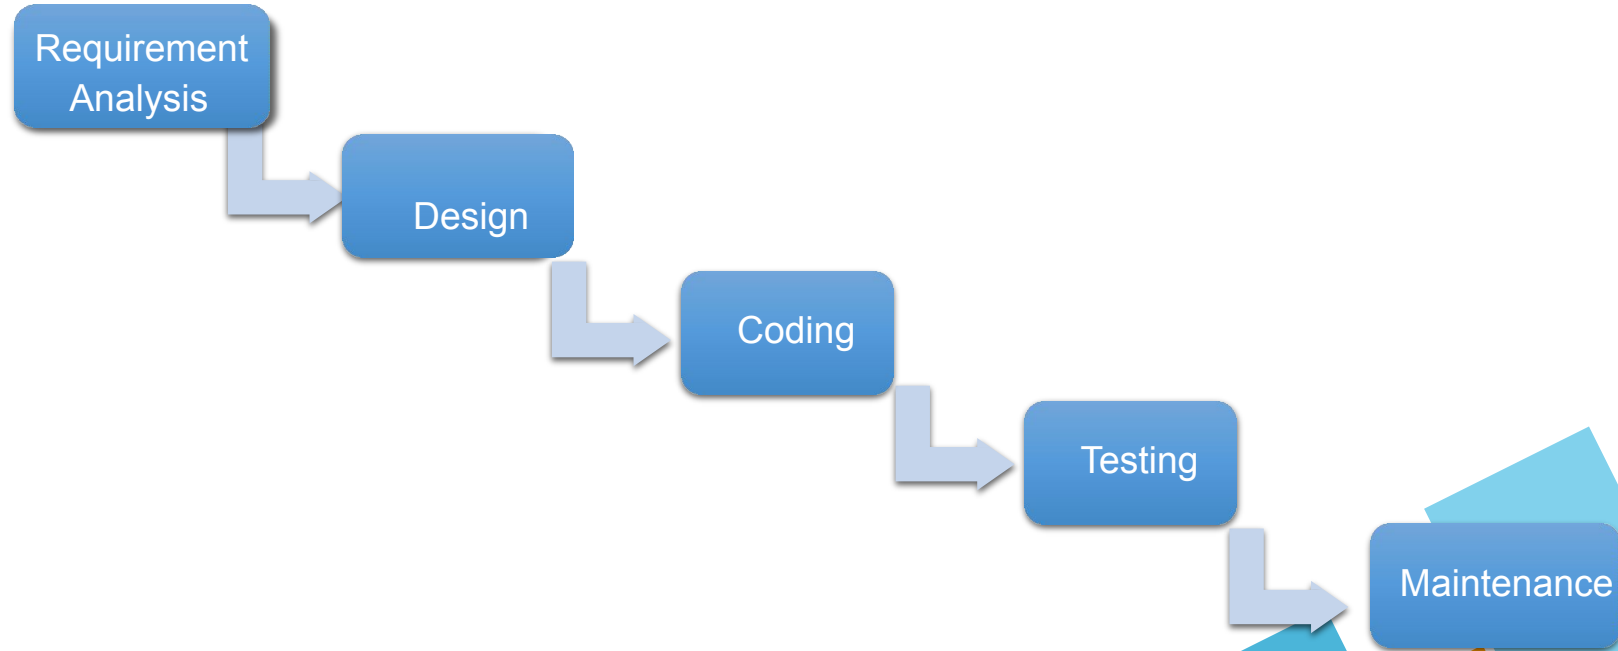 Requirement
Analysis
Design
Coding
Testing
Maintenance